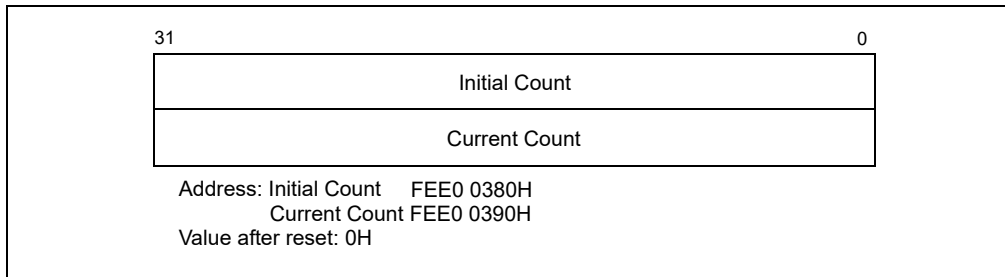 31 0
Initial Count
Current Count
Address: Initial Count FEE0 0380H
Current Count FEE0 0390H
Value after reset: 0H